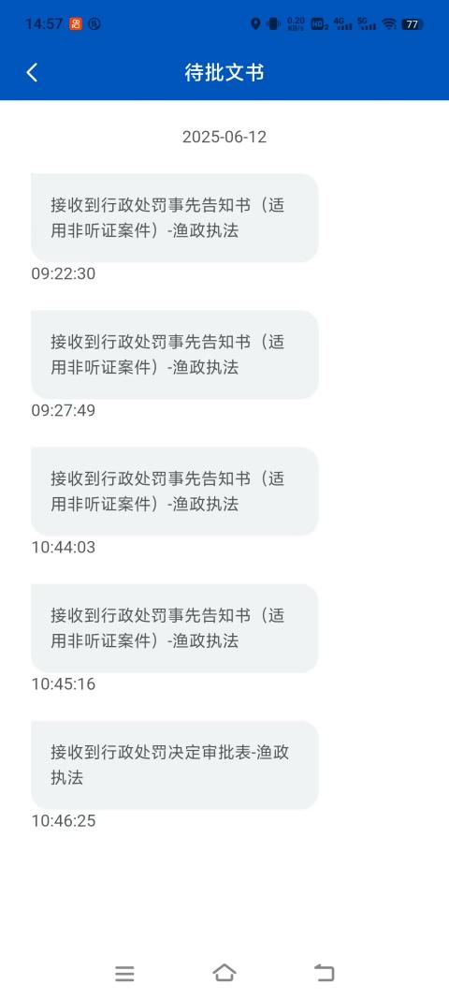 14:57
0.20
KB/s
HD 2
4G
5G
77
待批文书
2025-06-12
接收到行政处罚事先告知书（适
用非听证案件）-渔政执法
09:22:30
接收到行政处罚事先告知书（适
用非听证案件）-渔政执法
09:27:49
接收到行政处罚事先告知书（适
用非听证案件）-渔政执法
10:44:03
接收到行政处罚事先告知书（适
用非听证案件）-渔政执法
10:45:16
接收到行政处罚决定审批表-渔政
执法
10:46:25